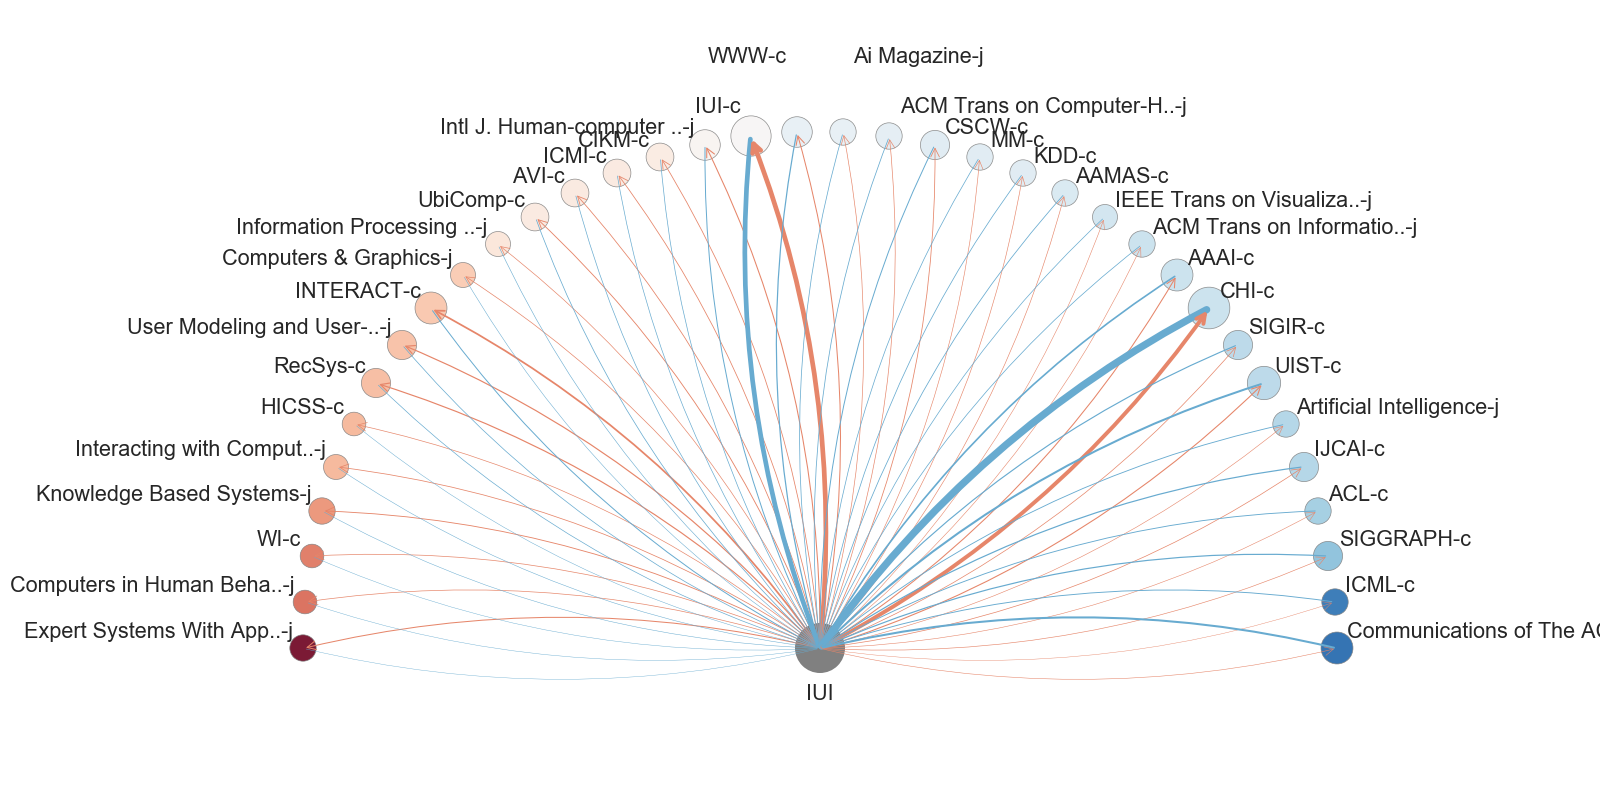 WWW-c
Ai Magazine-j
IUI-c
ACM Trans on Computer-H..-j
Intl J. Human-computer ..-j
CSCW-c
CIKM-c
MM-c
ICMI-c
KDD-c
AVI-c
AAMAS-c
UbiComp-c
IEEE Trans on Visualiza..-j
Information Processing ..-j
ACM Trans on Informatio..-j
Computers & Graphics-j
AAAI-c
INTERACT-c
CHI-c
User Modeling and User-..-j
SIGIR-c
RecSys-c
UIST-c
HICSS-c
Artificial Intelligence-j
Interacting with Comput..-j
IJCAI-c
Knowledge Based Systems-j
ACL-c
WI-c
SIGGRAPH-c
Computers in Human Beha..-j
ICML-c
Expert Systems With App..-j
Communications of The AC
IUI